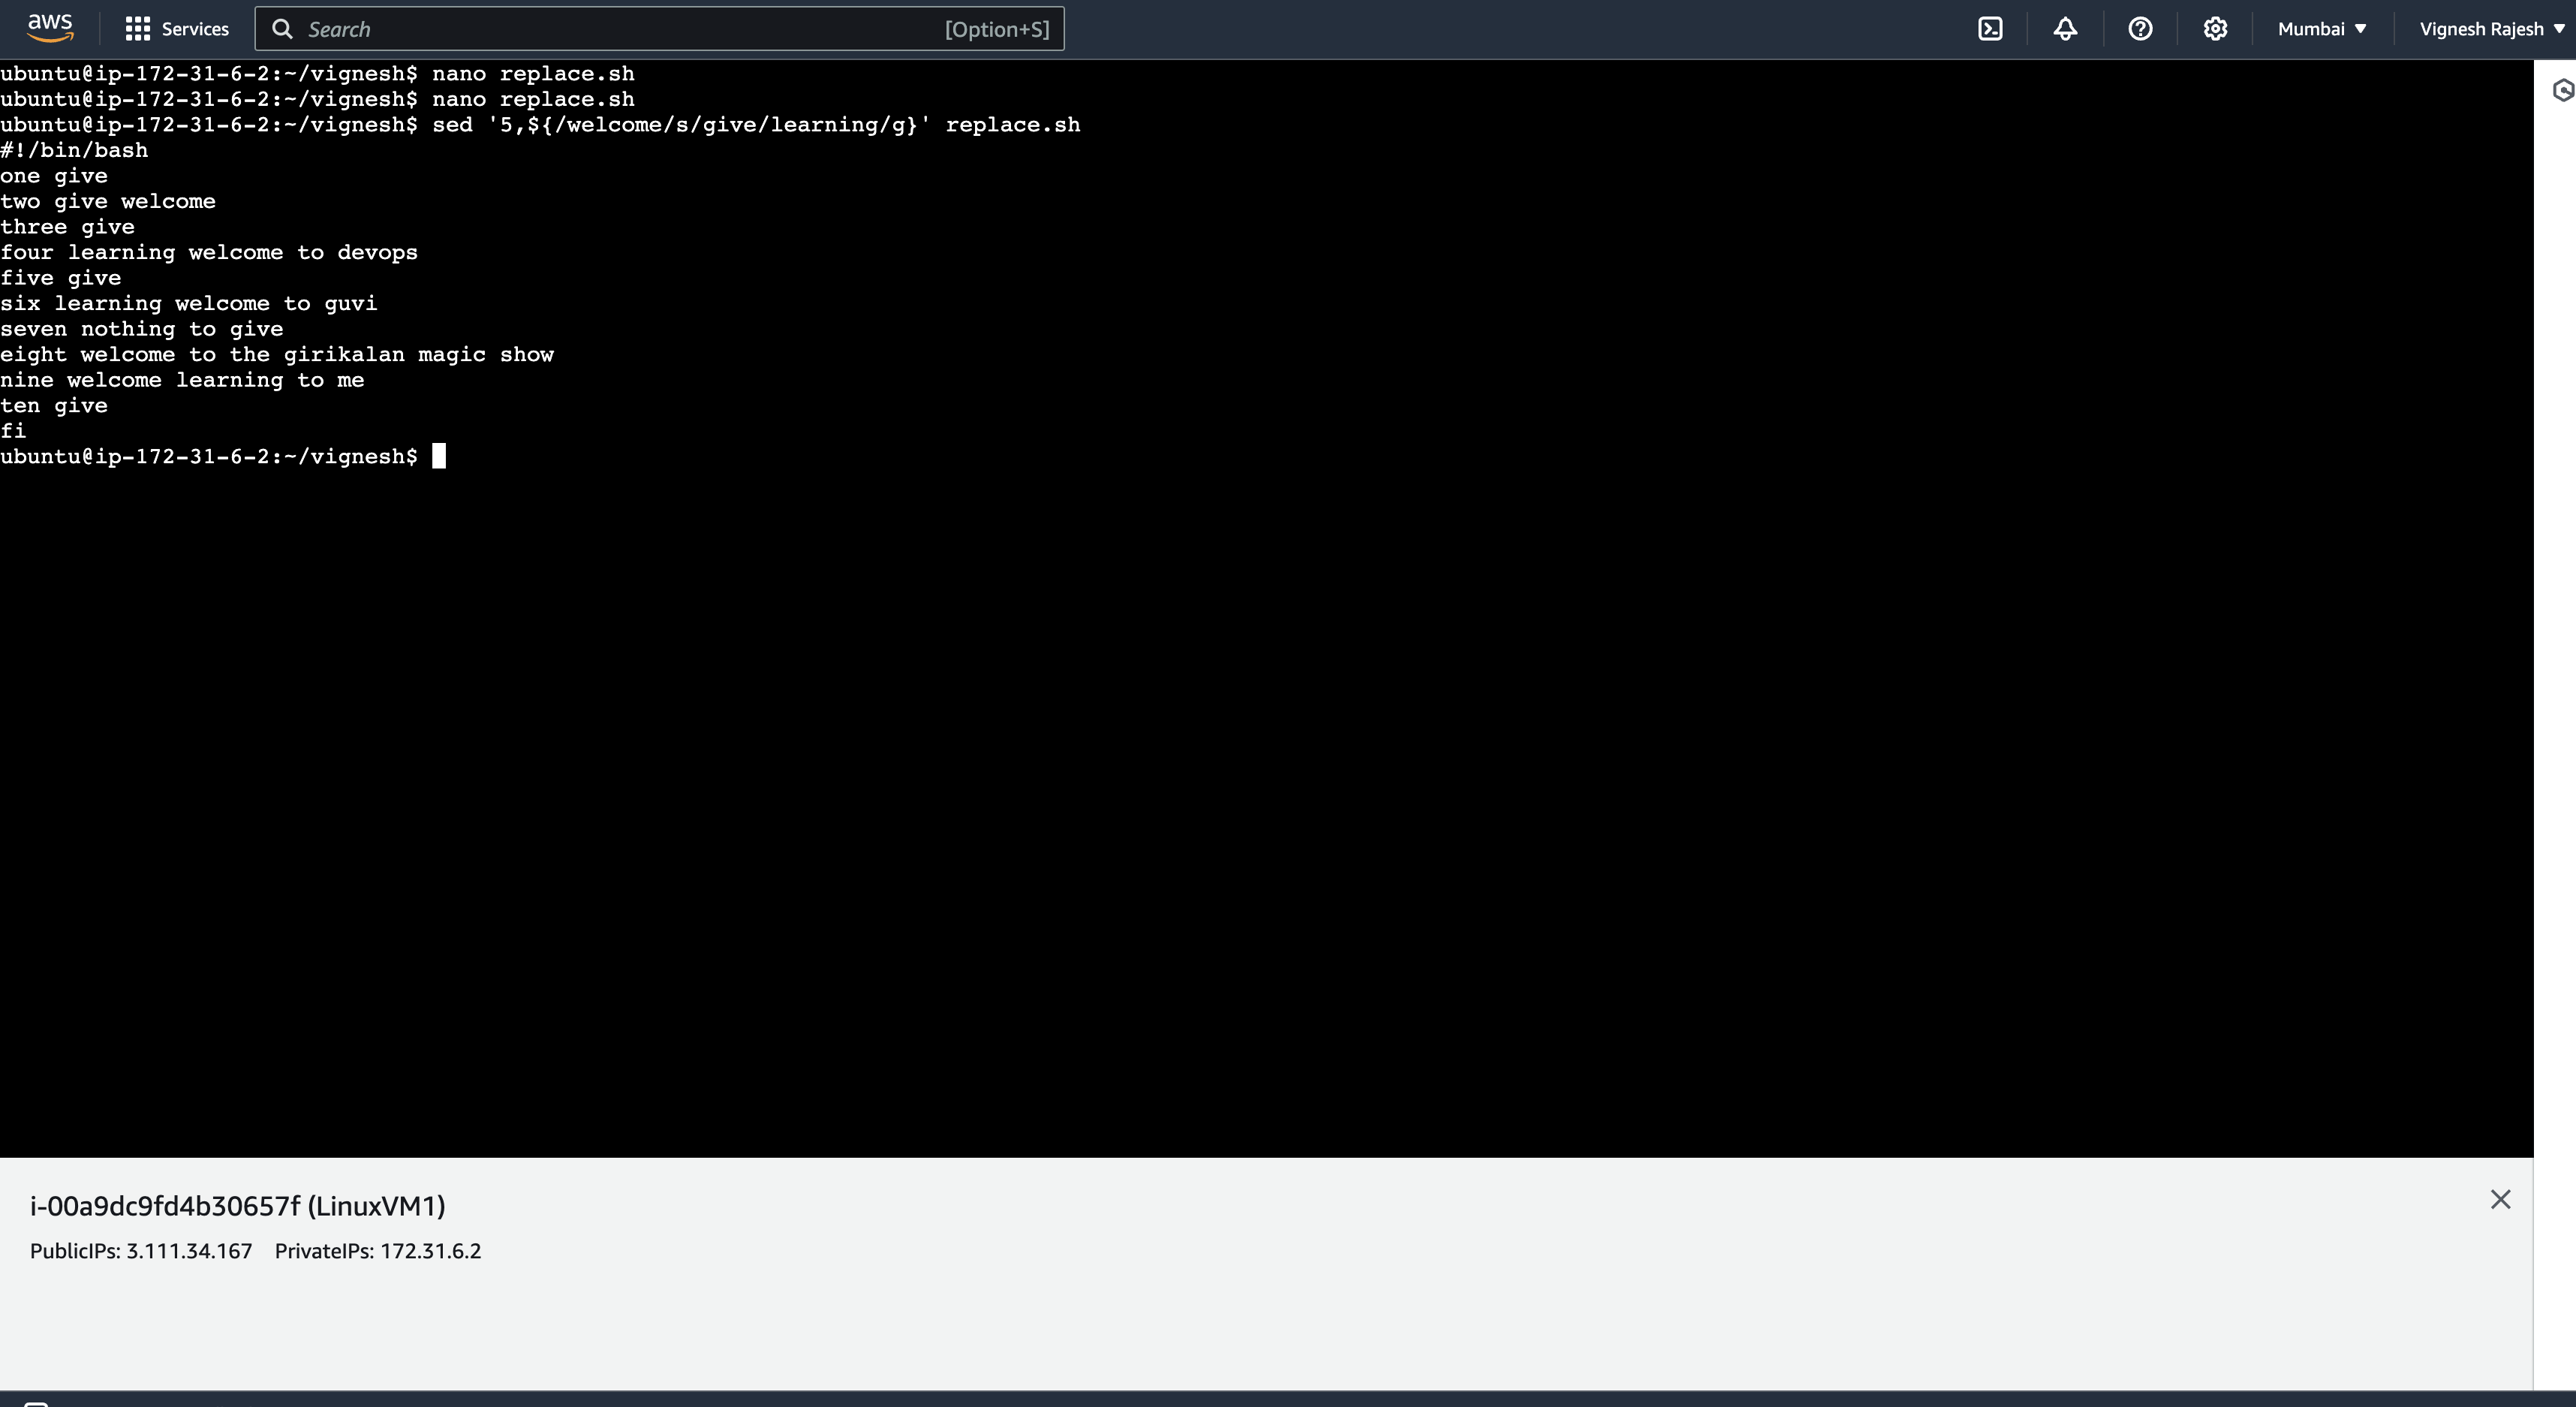 aws Services Search [Option+S] Mumbai Vignesh Rajesh
ubuntu@ip-172-31-6-2:~/vignesh$ nano replace.sh
ubuntu@ip-172-31-6-2:~/vignesh$ nano replace.sh
ubuntu@ip-172-31-6-2:~/vignesh$ sed '5,${/welcome/s/give/learning/g}' replace.sh
#!/bin/bash
one give
two give welcome
three give
four learning welcome to devops
five give
six learning welcome to guvi
seven nothing to give
eight welcome to the girikalan magic show
nine welcome learning to me
ten give
fi
ubuntu@ip-172-31-6-2:~/vignesh$
i-00a9dc9fd4b30657f (LinuxVM1)
PublicIPs: 3.111.34.167 PrivateIPs: 172.31.6.2